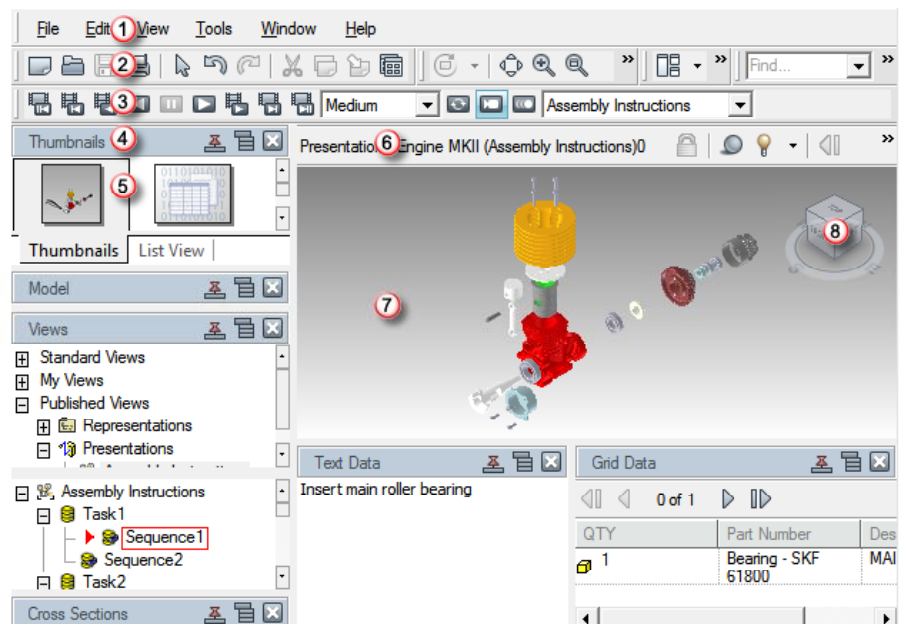 File Edit 1 View Tools Window Help
2 Find...
3 Medium Assembly Instructions
Thumbnails 4
Presentation 6 Engine MKII (Assembly Instructions)0
5
0110101010
010101010
Thumbnails List View
8
7
Model
Views
Standard Views
My Views
Published Views
Representations
Presentations
Assembly Instructions
Task1
Sequence1
Sequence2
Task2
Cross Sections
Text Data
Insert main roller bearing
Grid Data
0 of 1
QTY Part Number Des
1 Bearing - SKF MAI
61800